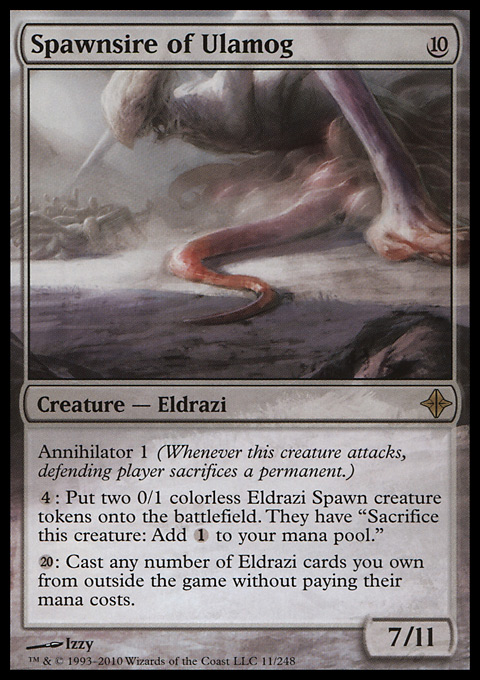 Spawnsire of Ulamog 10
Creature — Eldrazi
Annihilator 1 (Whenever this creature attacks,
defending player sacrifices a permanent.)
4: Put two 0/1 colorless Eldrazi Spawn creature
tokens onto the battlefield. They have “Sacrifice
this creature: Add 1 to your mana pool.”
20: Cast any number of Eldrazi cards you own
from outside the game without paying their
mana costs.
7/11
Izzy
™ & © 1993–2010 Wizards of the Coast LLC 11/248